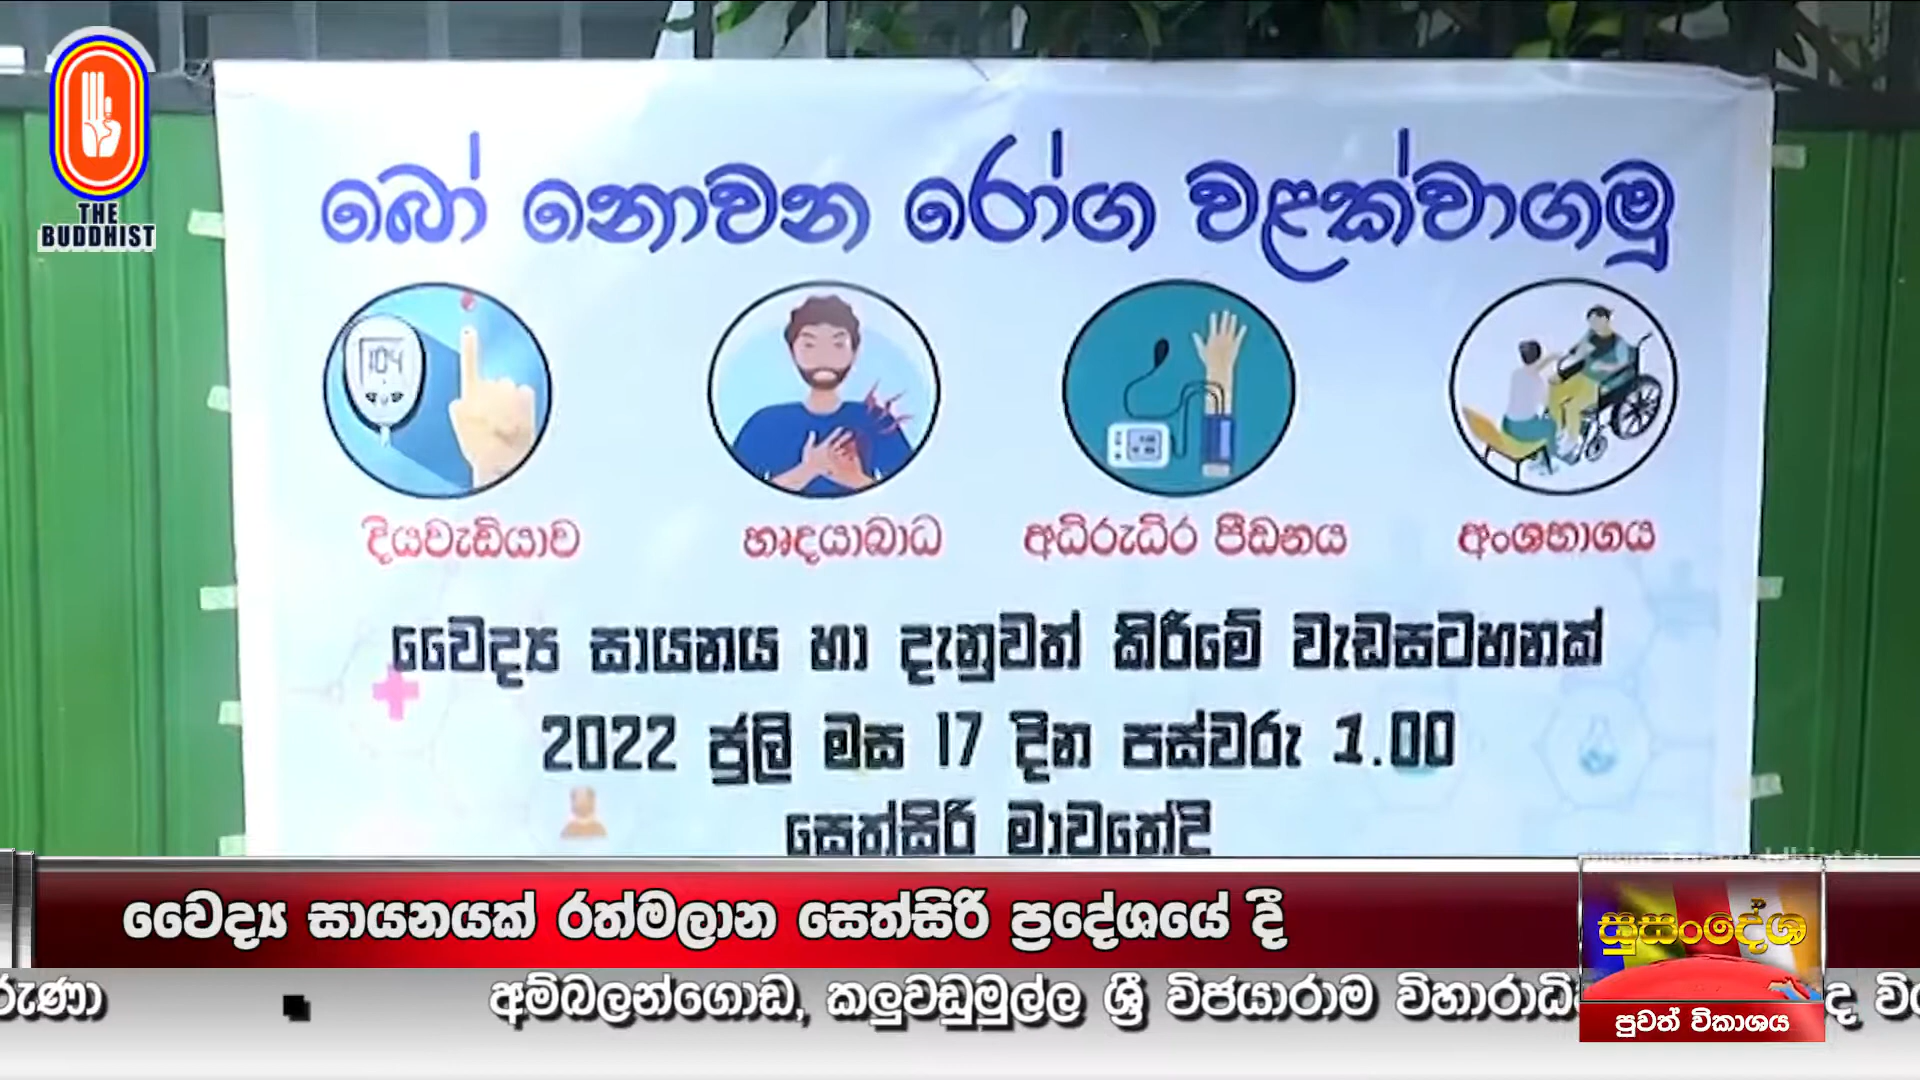 THE
BUDDHIST
බෝ නොවන රෝග වළක්වාගමු
104
දියවැඩියාව හෘදයාබාධ අධිරුධිර පීඩනය අංශභාගය
වෛද්‍ය සායනය හා දැනුවත් කිරීමේ වැඩසටහනක්
2022 ජුලි මස 17 දින පස්වරු 1.00
සෙත්සිරි මාවතේදි
වෛද්‍ය සායනයක් රත්මලාන සෙත්සිරි ප්‍රදේශයේ දී
සුසංදේශ
අම්බලන්ගොඩ, කලුවඩුමුල්ල ශ්‍රී විජයාරාම
පුවත් විකාශය